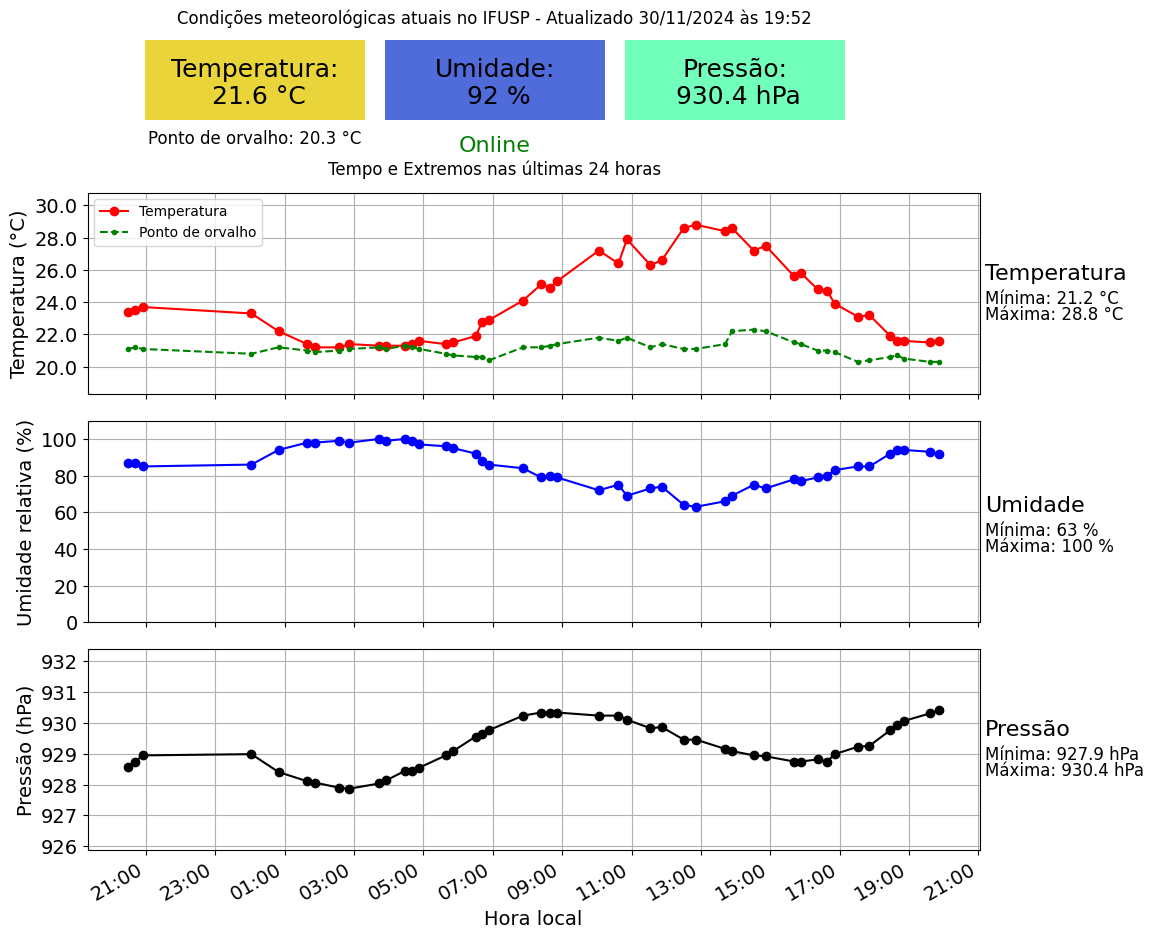 Condições meteorológicas atuais no IFUSP - Atualizado 30/11/2024 às 19:52
Temperatura:
21.6 °C
Umidade:
92 %
Pressão:
930.4 hPa
Ponto de orvalho: 20.3 °C
Online
Tempo e Extremos nas últimas 24 horas
Temperatura (°C)
30.0
28.0
26.0
24.0
22.0
20.0
Temperatura
Ponto de orvalho
Temperatura
Mínima: 21.2 °C
Máxima: 28.8 °C
Umidade relativa (%)
100
80
60
40
20
0
Umidade
Mínima: 63 %
Máxima: 100 %
Pressão (hPa)
932
931
930
929
928
927
926
Pressão
Mínima: 927.9 hPa
Máxima: 930.4 hPa
21:00 23:00 01:00 03:00 05:00 07:00 09:00 11:00 13:00 15:00 17:00 19:00 21:00
Hora local